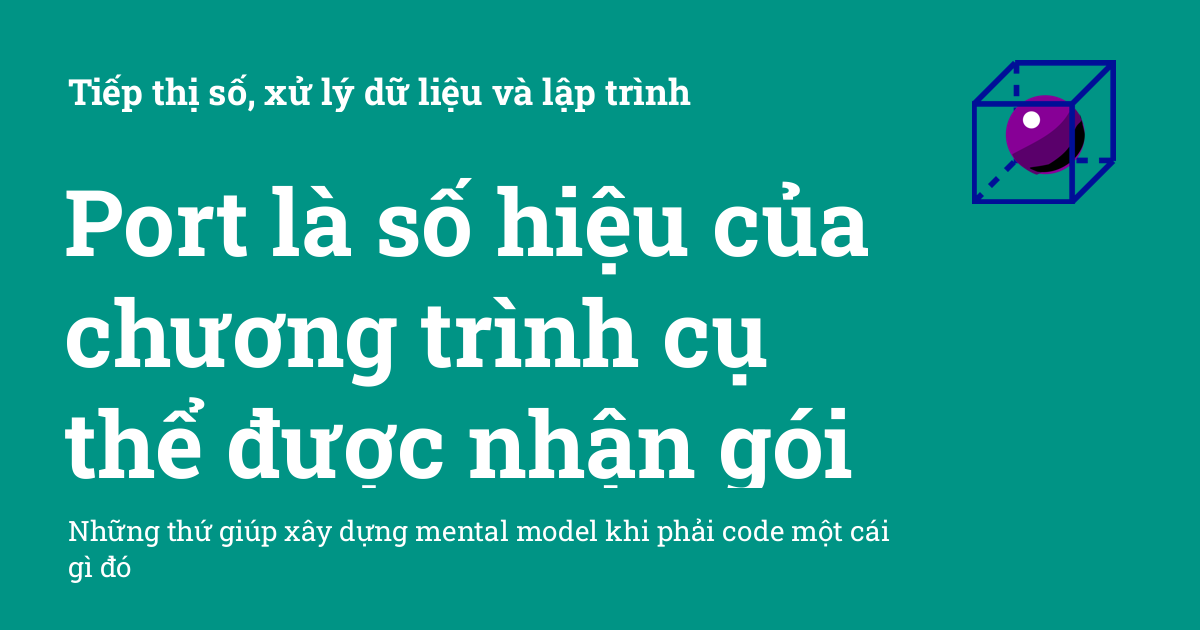 Tiếp thị số, xử lý dữ liệu và lập trình
Port là số hiệu của
chương trình cụ
thể được nhận gói
Những thứ giúp xây dựng mental model khi phải code một cái
gì đó